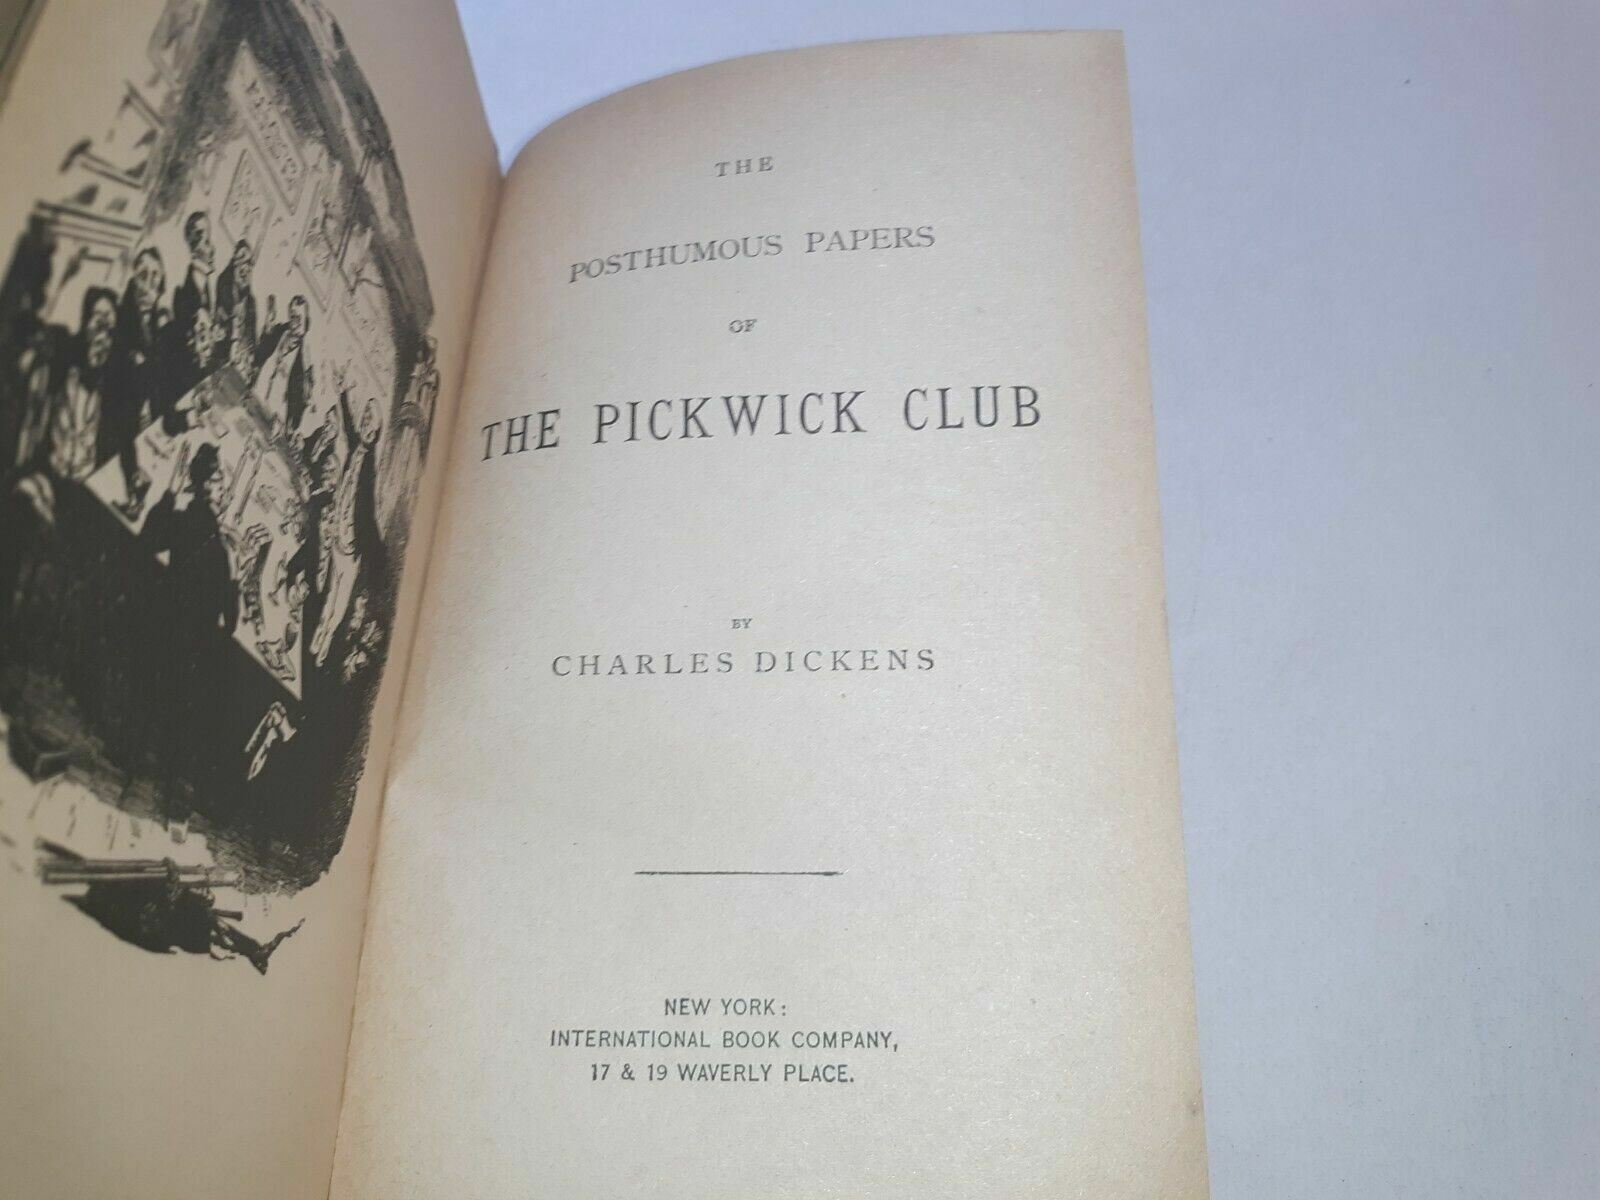 THE
POSTHUMOUS PAPERS
OF
THE PICKWICK CLUB
BY
CHARLES DICKENS
NEW YORK:
INTERNATIONAL BOOK COMPANY,
17 & 19 WAVERLY PLACE.